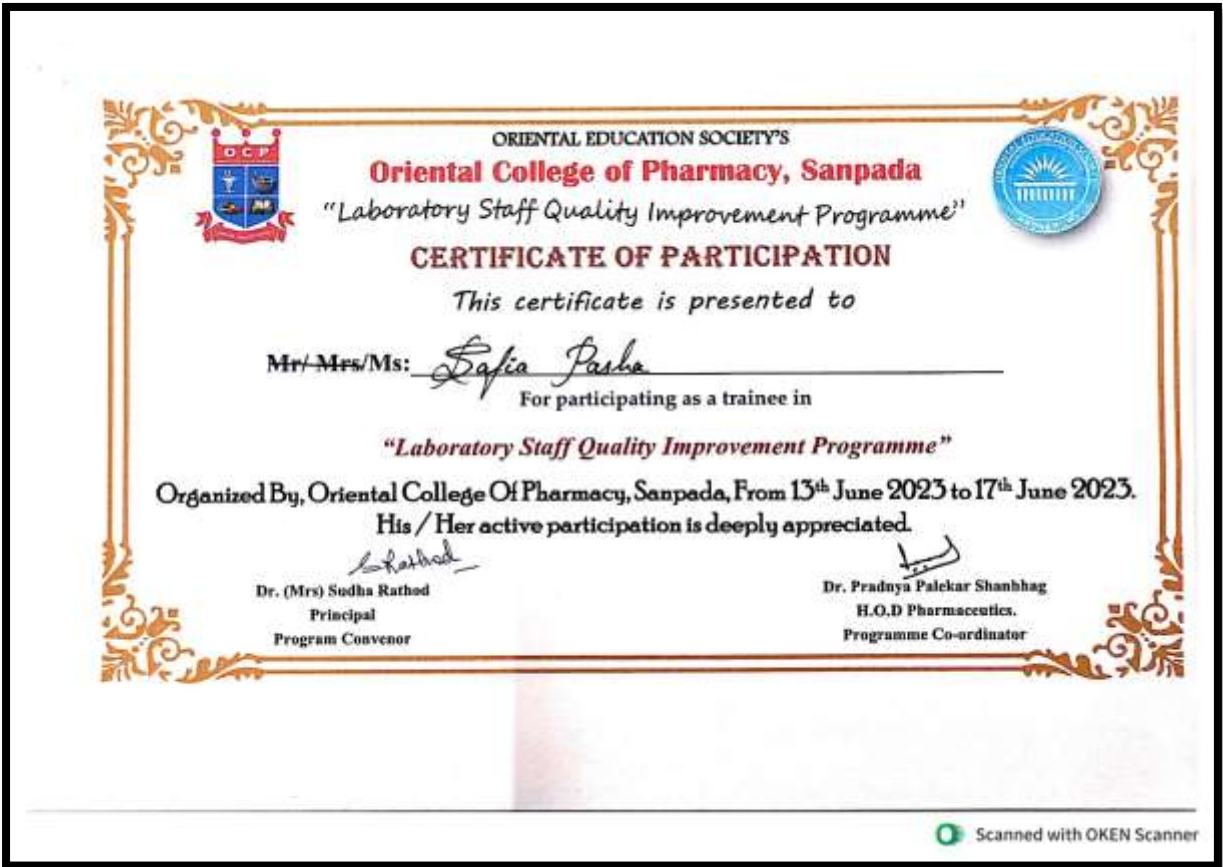 OCP
ORIENTAL EDUCATION SOCIETY'S
Oriental College of Pharmacy, Sanpada
"Laboratory Staff Quality Improvement Programme"
CERTIFICATE OF PARTICIPATION
This certificate is presented to
Mr/ Mrs/Ms: Safia Pasha
For participating as a trainee in
"Laboratory Staff Quality Improvement Programme"
Organized By, Oriental College Of Pharmacy, Sanpada, From 13th June 2023 to 17th June 2023.
His / Her active participation is deeply appreciated.
SRathod
Dr. (Mrs) Sudha Rathod
Principal
Program Convenor
Dr. Pradnya Palekar Shanbhag
H.O.D Pharmaceutics.
Programme Co-ordinator
Scanned with OKEN Scanner